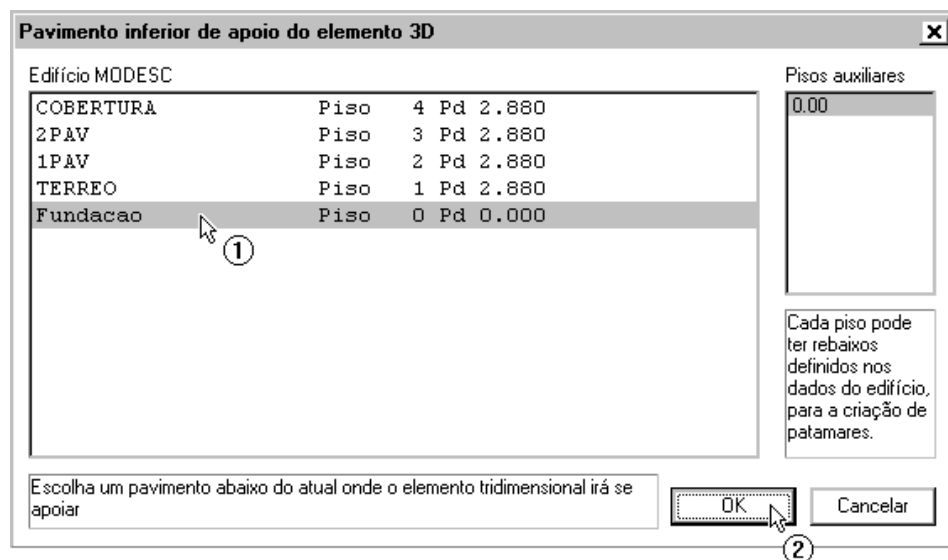 Pavimento inferior de apoio do elemento 3D
Edifício MODESC
COBERTURA Piso 4 Pd 2.880
2PAV Piso 3 Pd 2.880
1PAV Piso 2 Pd 2.880
TERREO Piso 1 Pd 2.880
Fundacao Piso 0 Pd 0.000
1
Pisos auxiliares
0.00
Cada piso pode
ter rebaixos
definidos nos
dados do edifício,
para a criação de
patamares.
Escolha um pavimento abaixo do atual onde o elemento tridimensional irá se
apoiar
OK
Cancelar
2